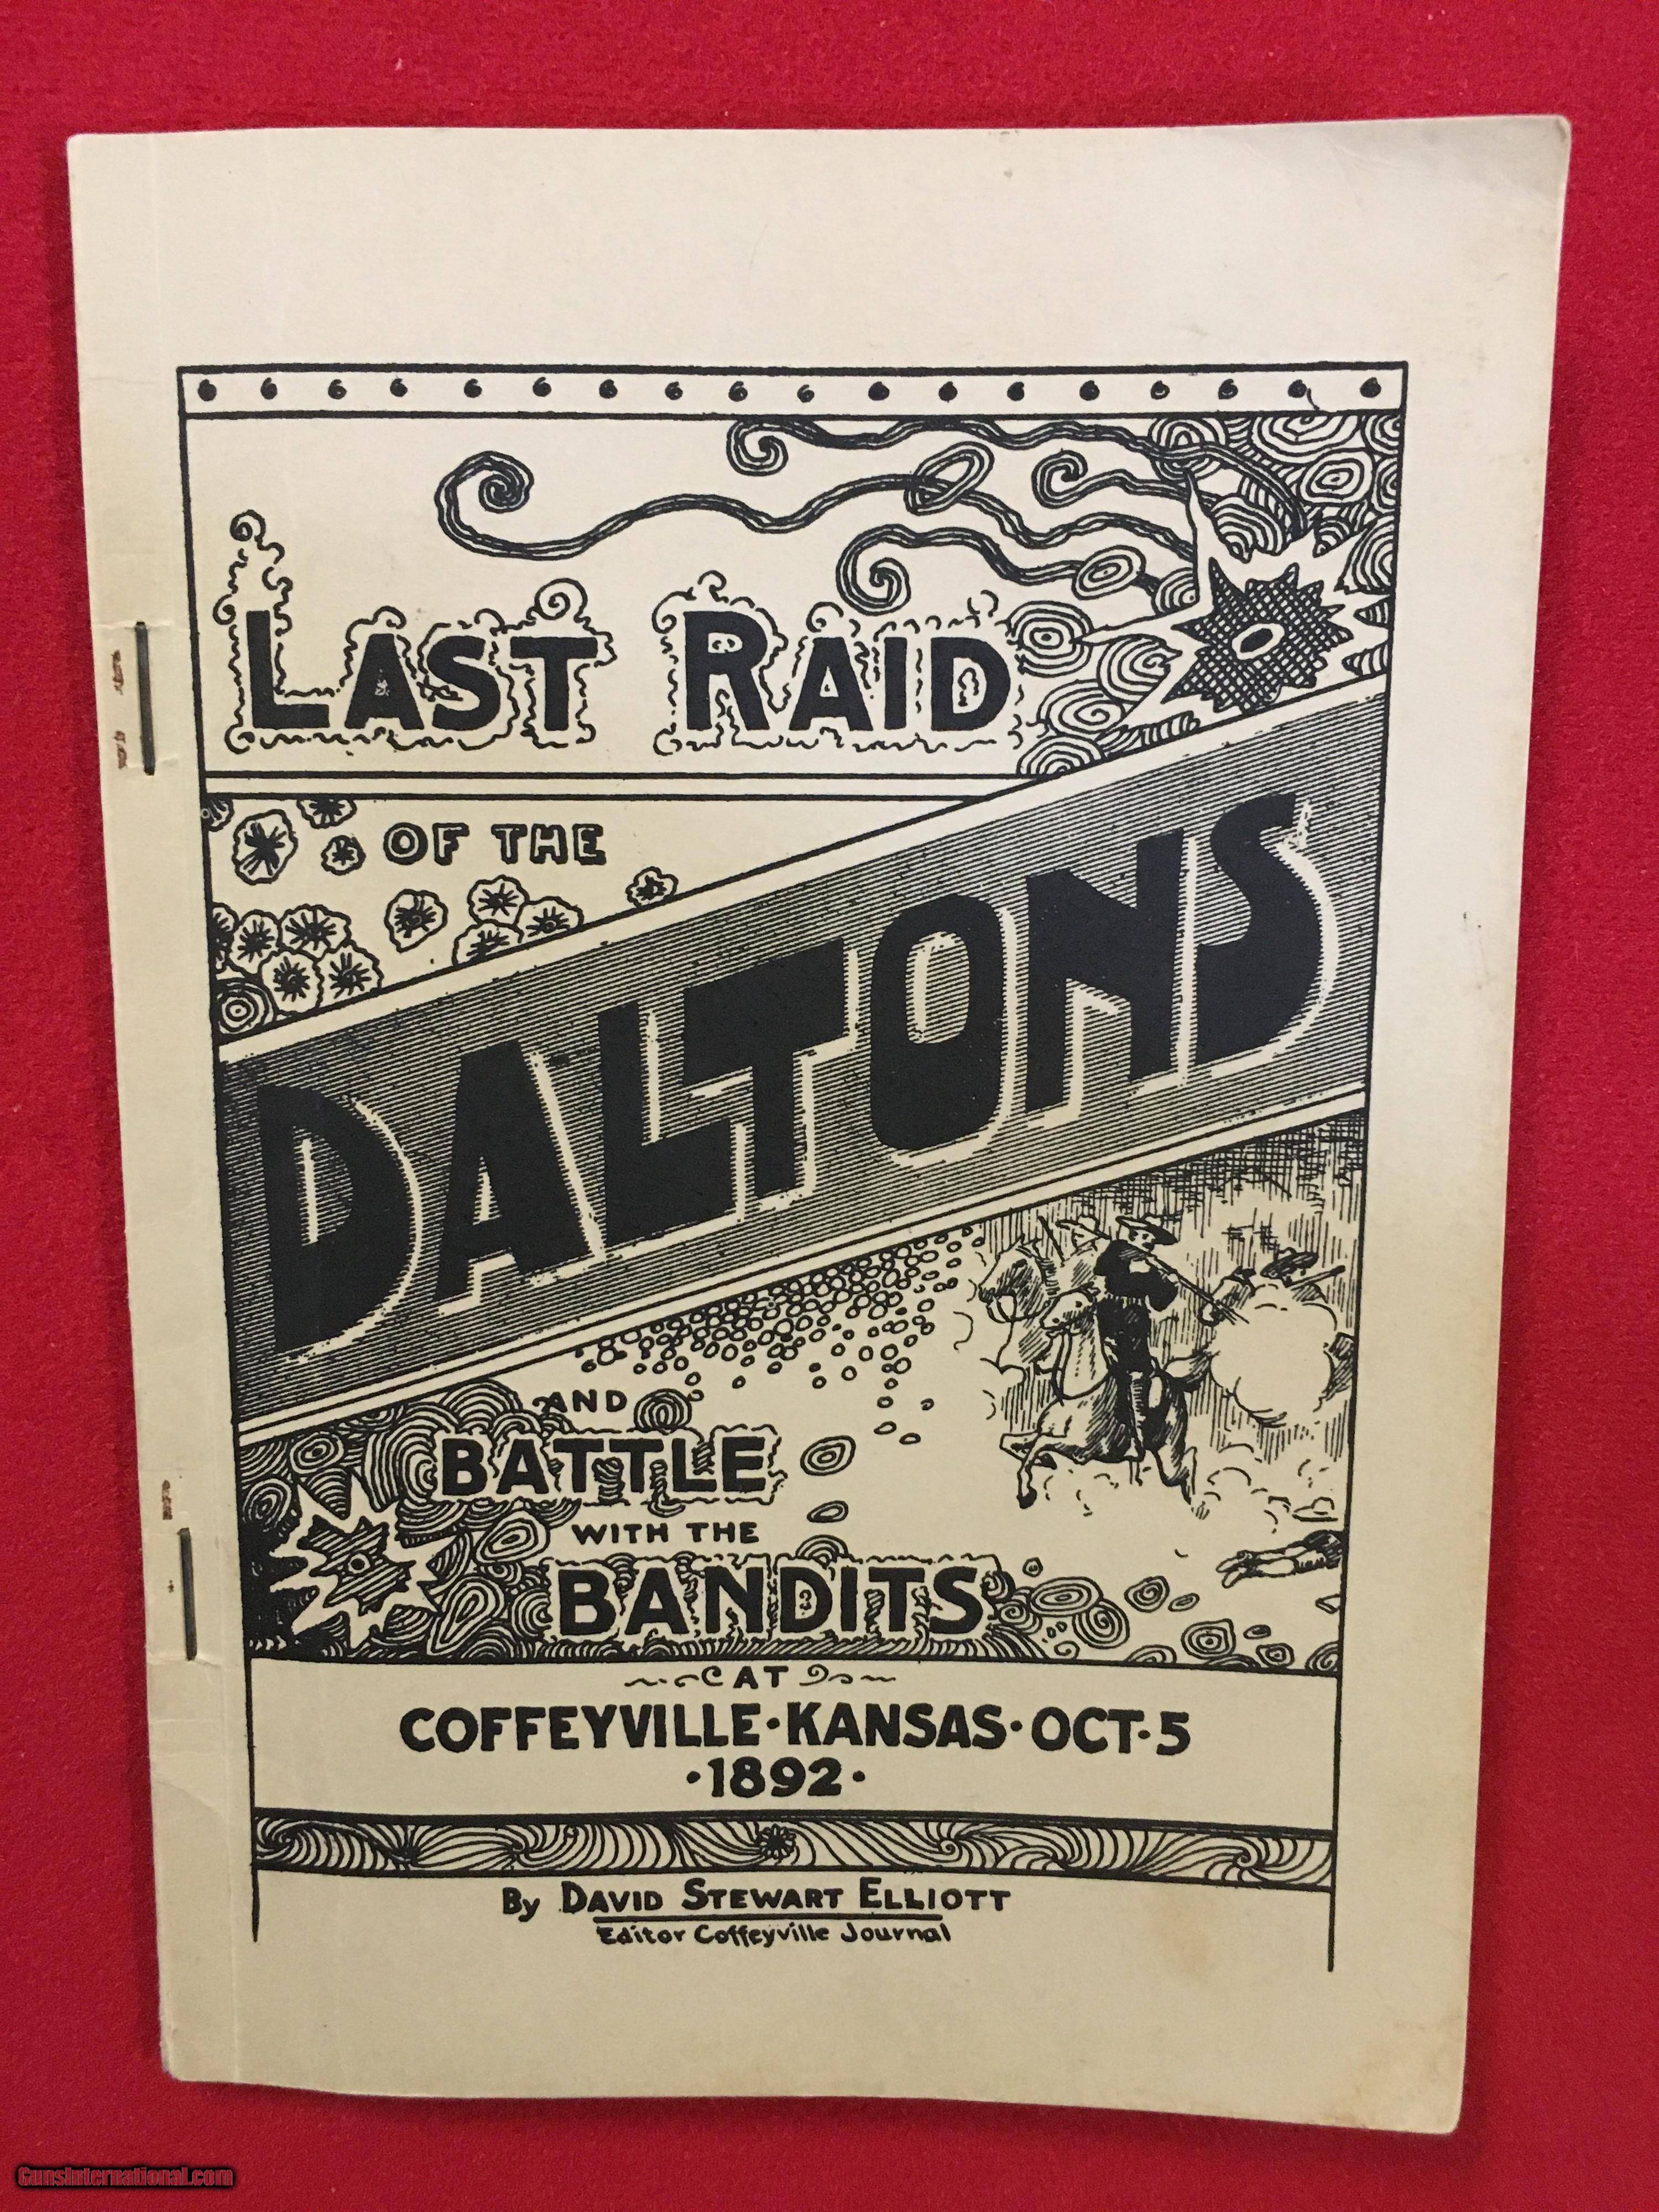 LAST RAID
OF THE
DALTONS
AND
BATTLE
WITH THE
BANDITS
AT
COFFEYVILLE·KANSAS·OCT·5
·1892·
By DAVID STEWART ELLIOTT
Editor Coffeyville Journal
GunsInternational.com